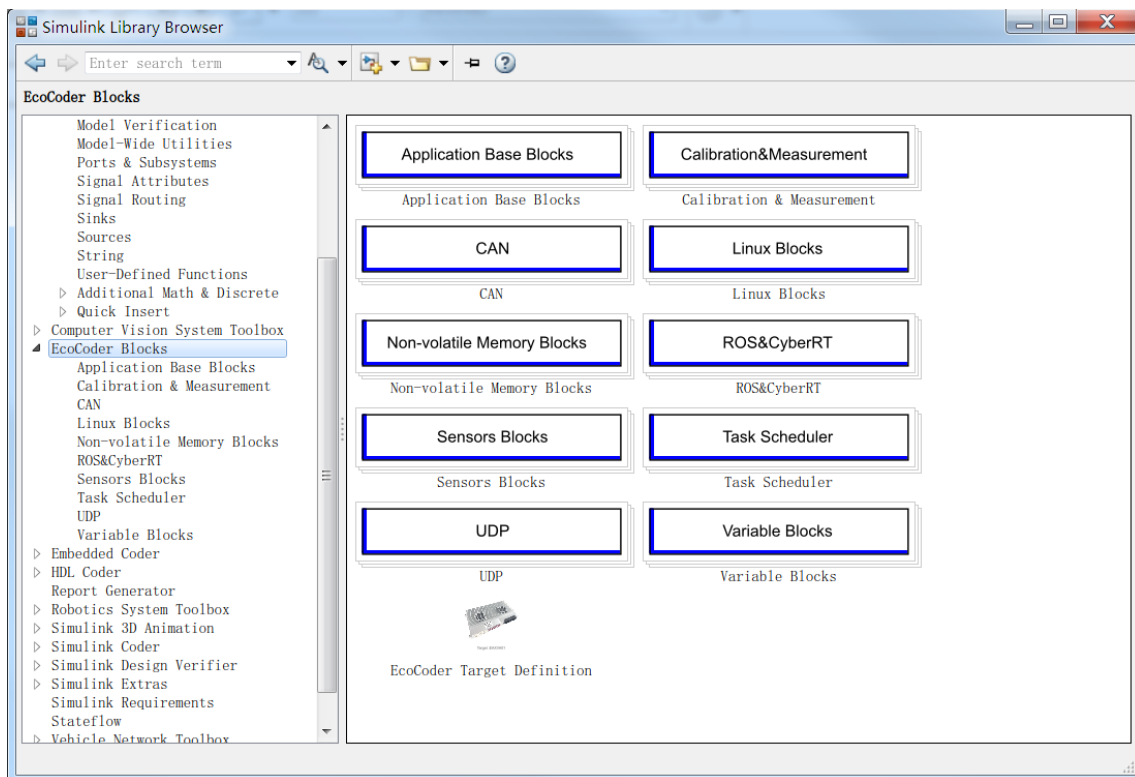 Simulink Library Browser
Enter search term
EcoCoder Blocks
Model Verification
Model-Wide Utilities
Ports & Subsystems
Signal Attributes
Signal Routing
Sinks
Sources
String
User-Defined Functions
Additional Math & Discrete
Quick Insert
Computer Vision System Toolbox
EcoCoder Blocks
Application Base Blocks
Calibration & Measurement
CAN
Linux Blocks
Non-volatile Memory Blocks
ROS&CyberRT
Sensors Blocks
Task Scheduler
UDP
Variable Blocks
Embedded Coder
HDL Coder
Report Generator
Robotics System Toolbox
Simulink 3D Animation
Simulink Coder
Simulink Design Verifier
Simulink Extras
Simulink Requirements
Stateflow
Vehicle Network Toolbox
Application Base Blocks
Calibration&Measurement
Application Base Blocks
Calibration & Measurement
CAN
Linux Blocks
CAN
Linux Blocks
Non-volatile Memory Blocks
ROS&CyberRT
Non-volatile Memory Blocks
ROS&CyberRT
Sensors Blocks
Task Scheduler
Sensors Blocks
Task Scheduler
UDP
Variable Blocks
UDP
Variable Blocks
EcoCoder Target Definition